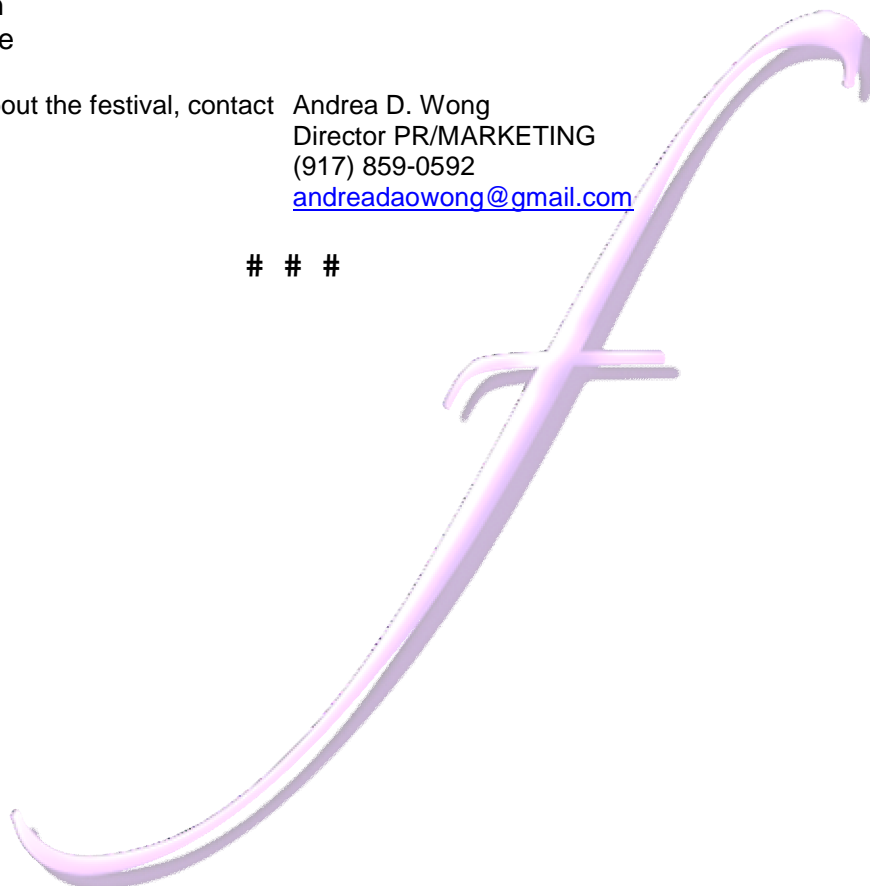 e
out the festival, contact Andrea D. Wong
Director PR/MARKETING
(917) 859-0592
andreadaowong@gmail.com
# # #
f